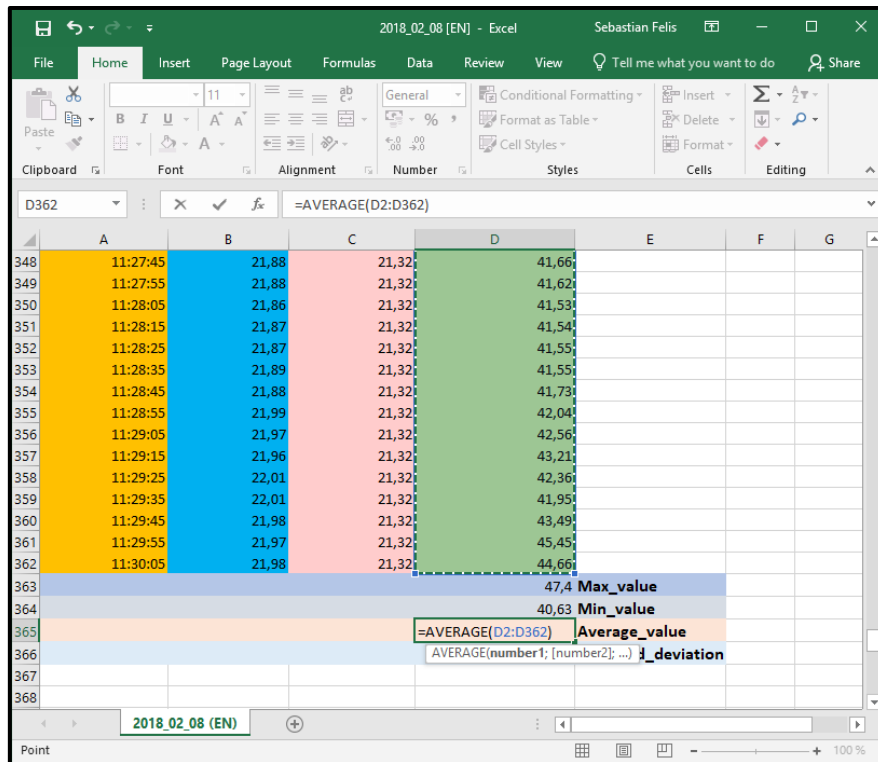 2018_02_08 [EN] - Excel Sebastian Felis
File Home Insert Page Layout Formulas Data Review View Tell me what you want to do Share
Paste
11
B I U A A
A
ab
General
% ,
,0 ,00
,00 ,0
Conditional Formatting
Format as Table
Cell Styles
Insert
Delete
Format
Σ A Z
Clipboard Font Alignment Number Styles Cells Editing
D362 fx =AVERAGE(D2:D362)
A B C D E F G
348 11:27:45 21,88 21,32 41,66
349 11:27:55 21,88 21,32 41,62
350 11:28:05 21,86 21,32 41,53
351 11:28:15 21,87 21,32 41,54
352 11:28:25 21,87 21,32 41,55
353 11:28:35 21,89 21,32 41,55
354 11:28:45 21,88 21,32 41,73
355 11:28:55 21,99 21,32 42,04
356 11:29:05 21,97 21,32 42,56
357 11:29:15 21,96 21,32 43,21
358 11:29:25 22,01 21,32 42,36
359 11:29:35 22,01 21,32 41,95
360 11:29:45 21,98 21,32 43,49
361 11:29:55 21,97 21,32 45,45
362 11:30:05 21,98 21,32 44,66
363 47,4 Max_value
364 40,63 Min_value
365 =AVERAGE(D2:D362) Average_value
366 AVERAGE(number1; [number2]; ...) d_deviation
367
368
2018_02_08 (EN)
Point 100 %